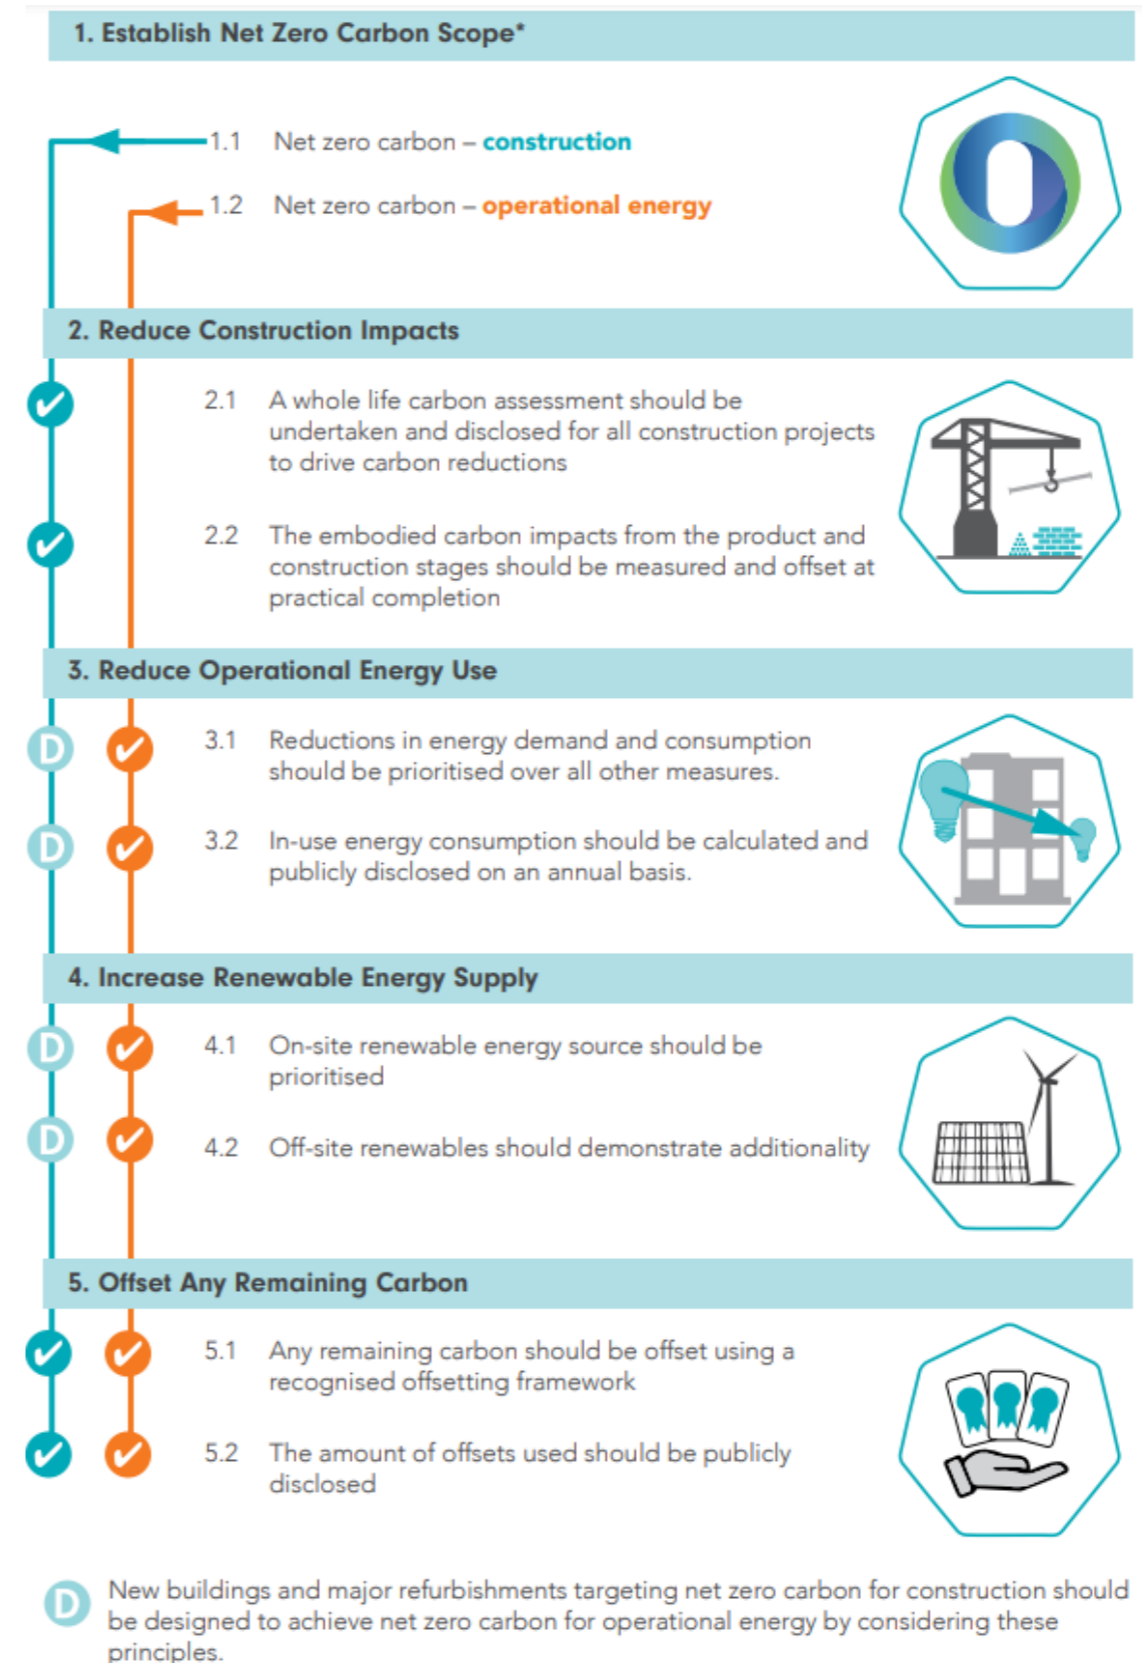 1. Establish Net Zero Carbon Scope*
1.1 Net zero carbon – construction
1.2 Net zero carbon – operational energy
2. Reduce Construction Impacts
2.1 A whole life carbon assessment should be
undertaken and disclosed for all construction projects
to drive carbon reductions
2.2 The embodied carbon impacts from the product and
construction stages should be measured and offset at
practical completion
3. Reduce Operational Energy Use
D 3.1 Reductions in energy demand and consumption
should be prioritised over all other measures.
D 3.2 In-use energy consumption should be calculated and
publicly disclosed on an annual basis.
4. Increase Renewable Energy Supply
D 4.1 On-site renewable energy source should be
prioritised
D 4.2 Off-site renewables should demonstrate additionality
5. Offset Any Remaining Carbon
5.1 Any remaining carbon should be offset using a
recognised offsetting framework
5.2 The amount of offsets used should be publicly
disclosed
D New buildings and major refurbishments targeting net zero carbon for construction should
be designed to achieve net zero carbon for operational energy by considering these
principles.